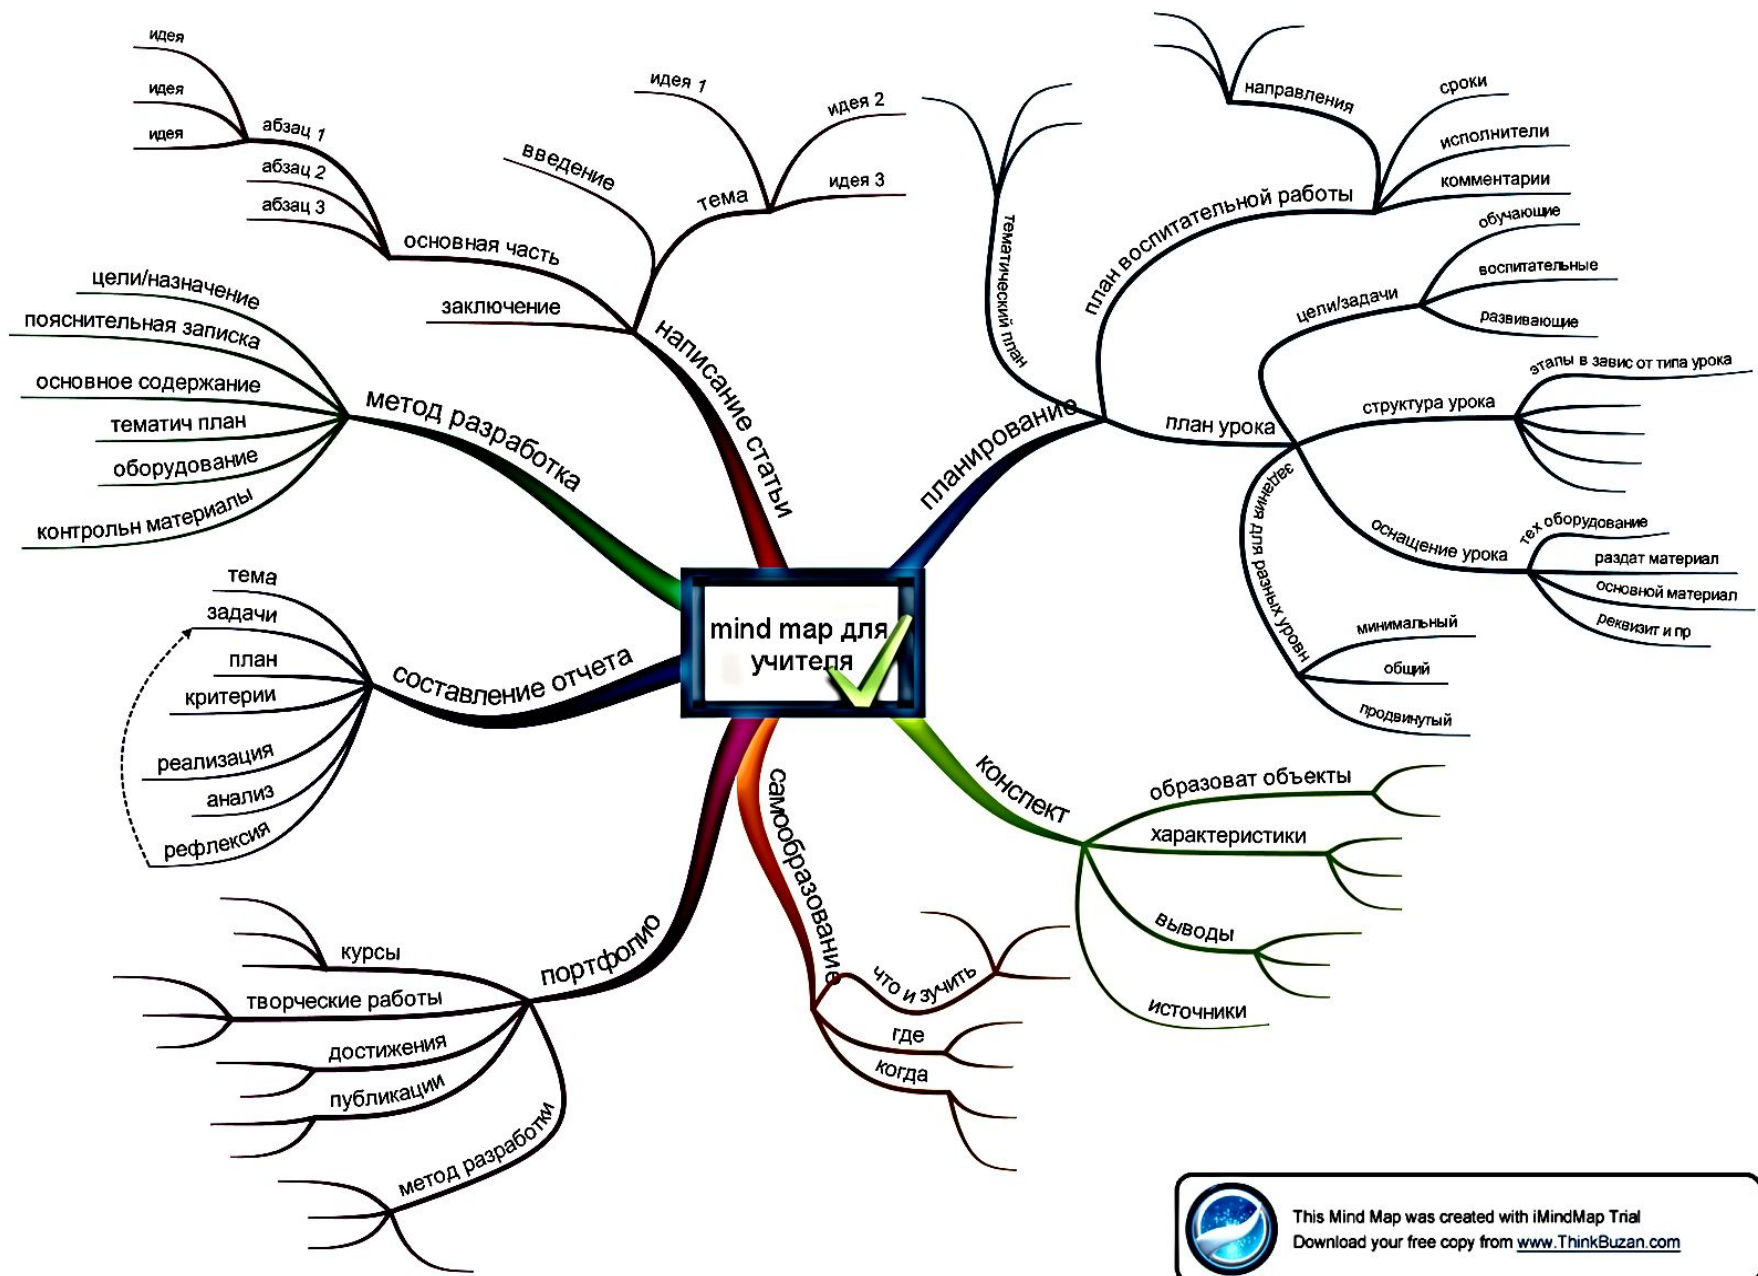 mind map для
учителя
планирование
тематический план
план воспитательной работы
направления
сроки
исполнители
комментарии
план урока
цели/задачи
обучающие
воспитательные
развивающие
структура урока
этапы в завис от типа урока
оснащение урока
тех оборудование
раздат материал
основной материал
реквизит и пр
задания для разных уровн
минимальный
общий
продвинутый
конспект
образоват объекты
характеристики
выводы
источники
самообразование
что и зучить
где
когда
портфолио
курсы
творческие работы
достижения
публикации
метод разработки
составление отчета
тема
задачи
план
критерии
реализация
анализ
рефлексия
метод разработка
цели/назначение
пояснительная записка
основное содержание
тематич план
оборудование
контрольн материалы
написание статьи
тема
идея 1
идея 2
идея 3
введение
основная часть
абзац 1
идея
идея
идея
абзац 2
абзац 3
заключение
This Mind Map was created with iMindMap Trial
Download your free copy from www.ThinkBuzan.com